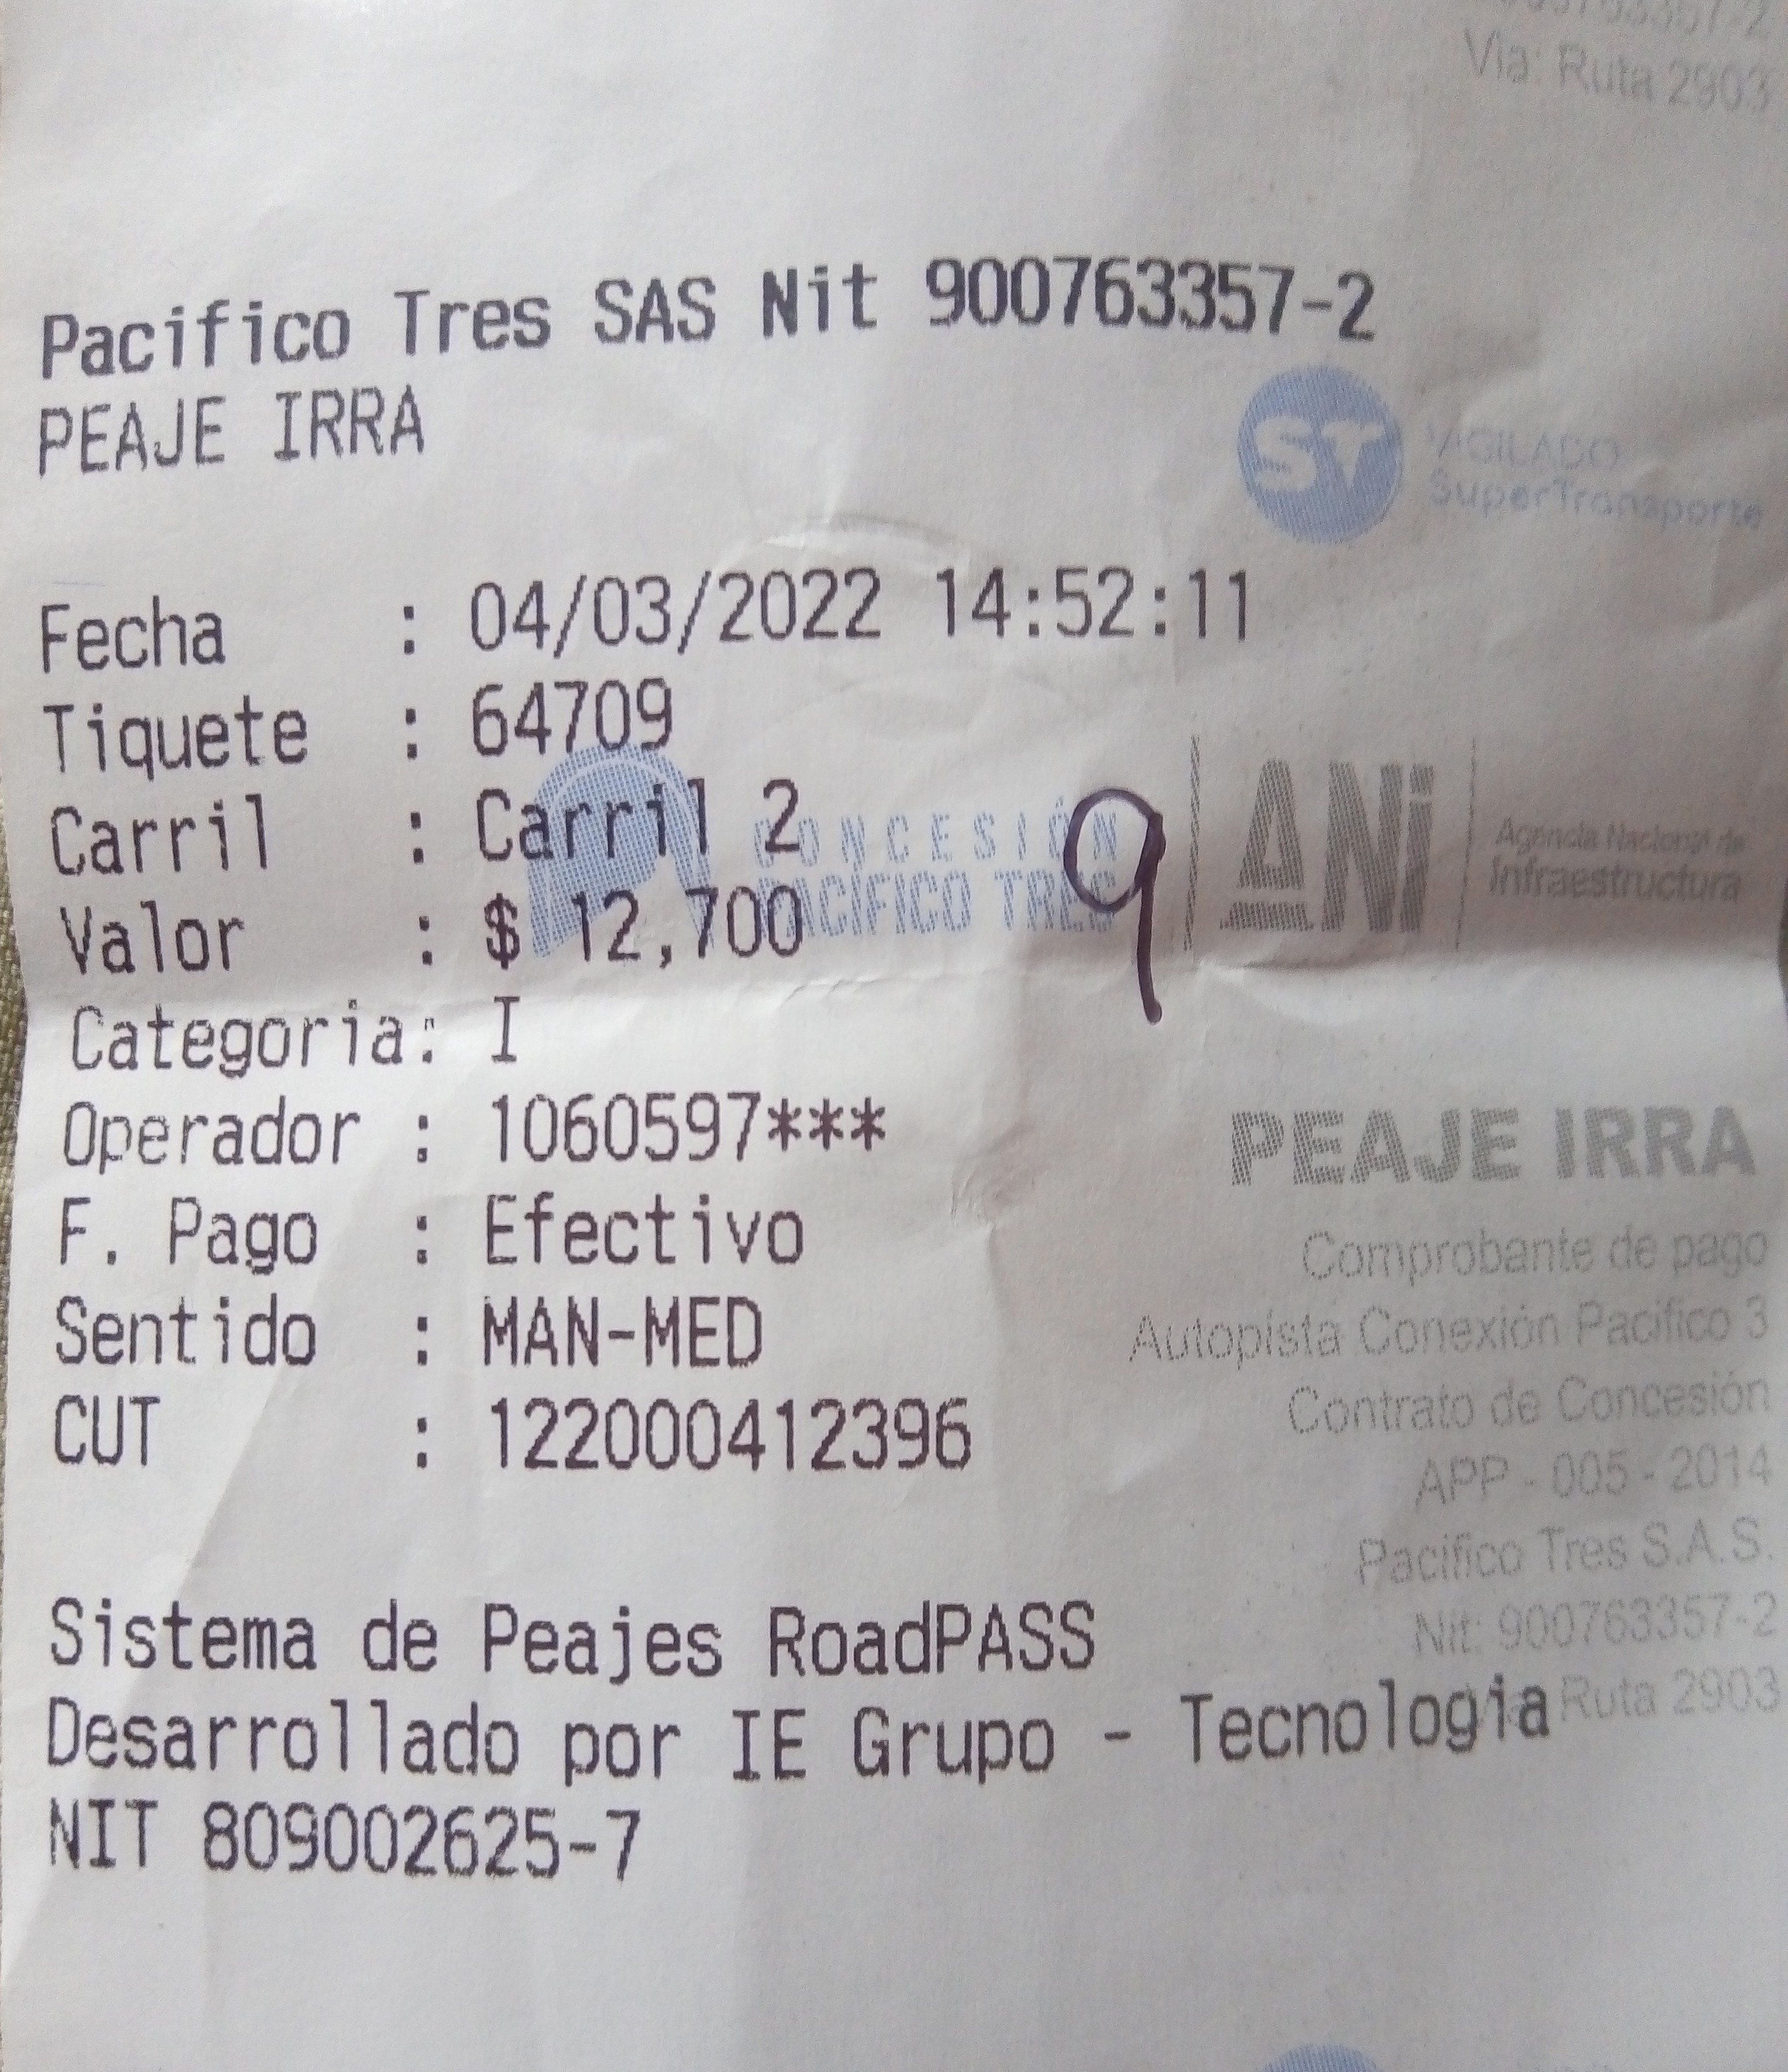 900763357-2
Via: Ruta 2903
Pacifico Tres SAS Nit 900763357-2
PEAJE IRRA
ST VIGILADO
SuperTransporte
Fecha : 04/03/2022 14:52:11
Tiquete : 64709
Carril : Carril 2
CONCESIÓN
PACÍFICO TRES
9
ANi
Agencia Nacional de
Infraestructura
Valor : $ 12,700
Categoria: I
Operador : 1060597***
F. Pago : Efectivo
Sentido : MAN-MED
CUT : 122000412396
PEAJE IRRA
Comprobante de pago
Autopista Conexión Pacifico 3
Contrato de Concesión
APP - 005 - 2014
Pacifico Tres S.A.S.
Nit: 900763357-2
Ruta 2903
Sistema de Peajes RoadPASS
Desarrollado por IE Grupo - Tecnologia
NIT 809002625-7